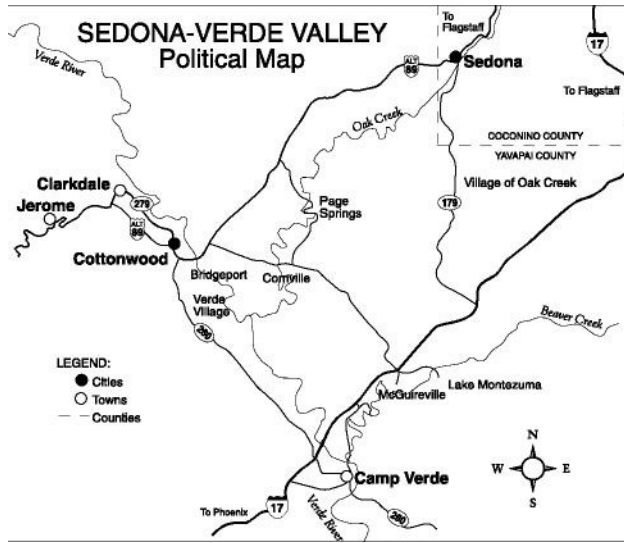 SEDONA-VERDE VALLEY
Political Map
To
Flagstaff
17
Verde River
ALT
89
Sedona
To Flagstaff
Oak Creek
COCONINO COUNTY
YAVAPAI COUNTY
Clarkdale
279
Village of Oak Creek
Jerome
Page
Springs
179
ALT
89
Cottonwood
Bridgeport
Cornville
Verde
Village
Beaver Creek
260
LEGEND:
Cities
Towns
Counties
McGuireville
Lake Montezuma
N
W
E
S
Camp Verde
To Phoenix
17
Verde River
260